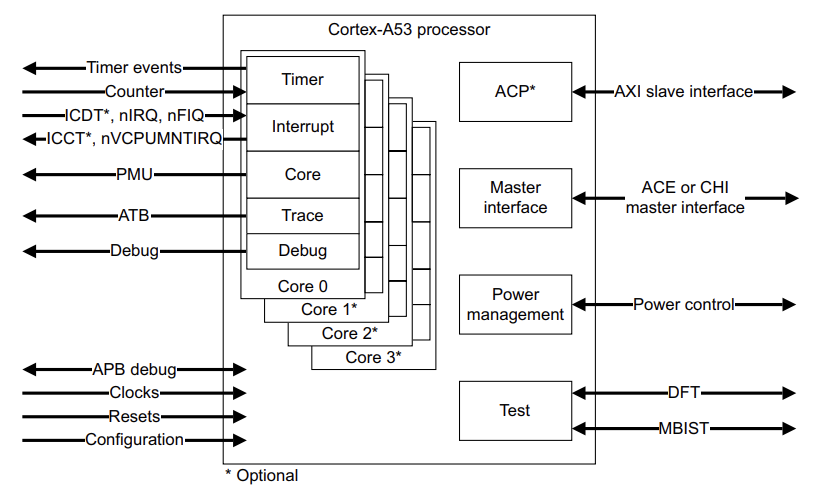 Cortex-A53 processor
Timer events
Counter
ICDT*, nIRQ, nFIQ
ICCT*, nVCPUMNTIRQ
PMU
ATB
Debug
APB debug
Clocks
Resets
Configuration
Timer
Interrupt
Core
Trace
Debug
Core 0
Core 1*
Core 2*
Core 3*
ACP*
Master
interface
Power
management
Test
AXI slave interface
ACE or CHI
master interface
Power control
DFT
MBIST
* Optional